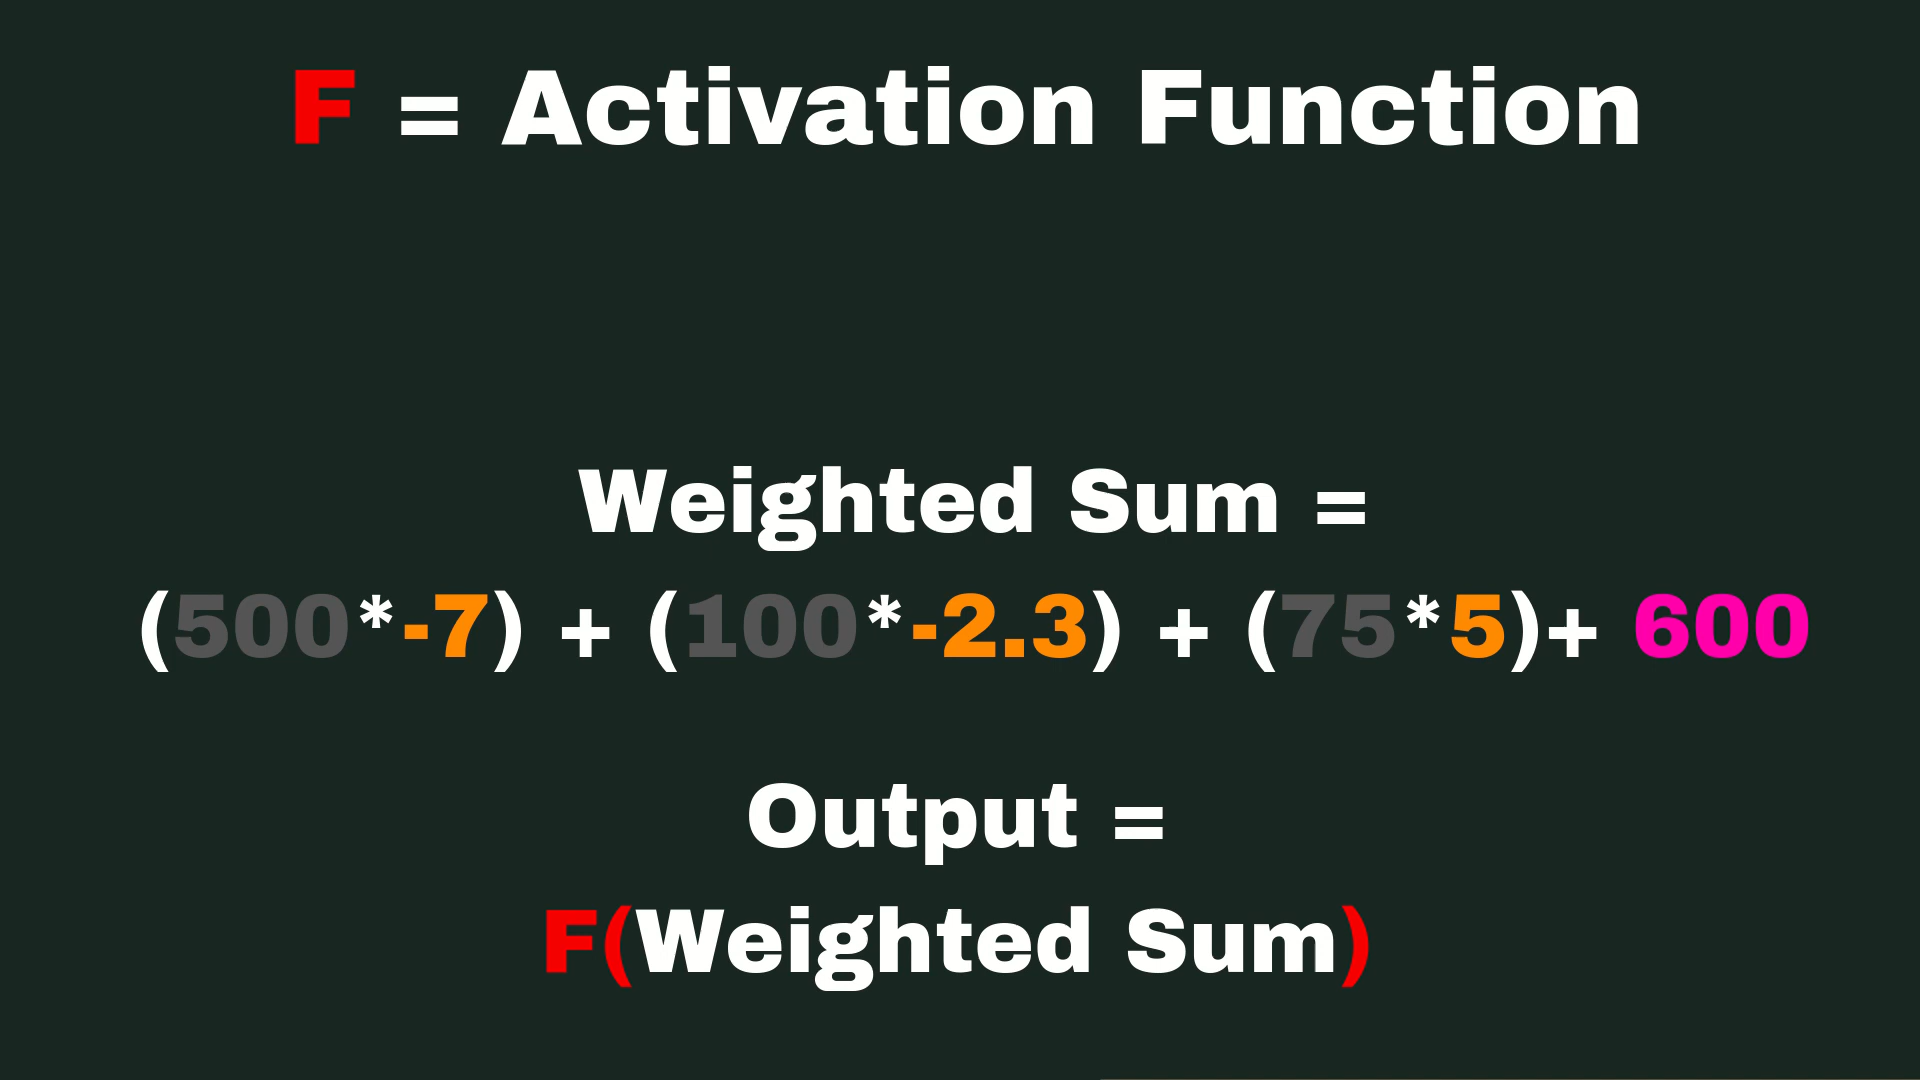 F = Activation Function
Weighted Sum =
(500*-7) + (100*-2.3) + (75*5)+ 600
Output =
F(Weighted Sum)